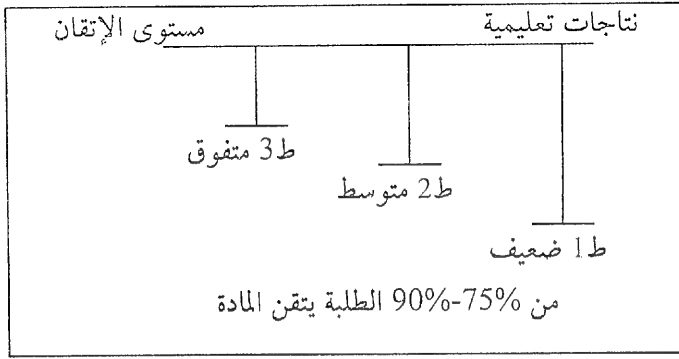 نتاجات تعليمية
مستوى الإتقان
ط3 متفوق
ط2 متوسط
ط1 ضعيف
من 75%-90% الطلبة يتقن المادة